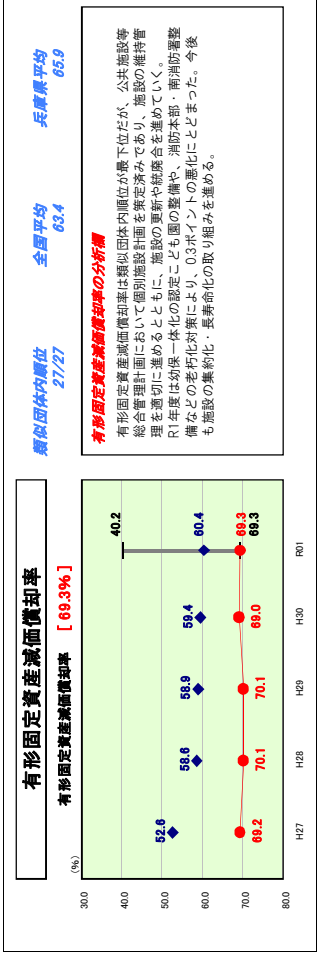 有形固定資産減価償却率
有形固定資産減価償却率 [ 69.3% ]
(%)
30.0
40.0
50.0
60.0
70.0
80.0
40.2
52.6
58.6
58.9
59.4
60.4
69.2
70.1
70.1
69.0
69.3
69.3
H27
H28
H29
H30
R01
類似団体内順位
27/27
全国平均
63.4
兵庫県平均
65.9
有形固定資産減価償却率の分析欄
有形固定資産減価償却率は類似団体内順位が最下位だが、公共施設等
総合管理計画において個別施設計画を策定済みであり、施設の維持管
理を適切に進めるとともに、施設の更新や統廃合を進めていく。
R1年度は幼保一体化の認定こども園の整備や、消防本部・南消防署整
備などの老朽化対策により、0.3ポイントの悪化にとどまった。今後
も施設の集約化・長寿命化の取り組みを進める。